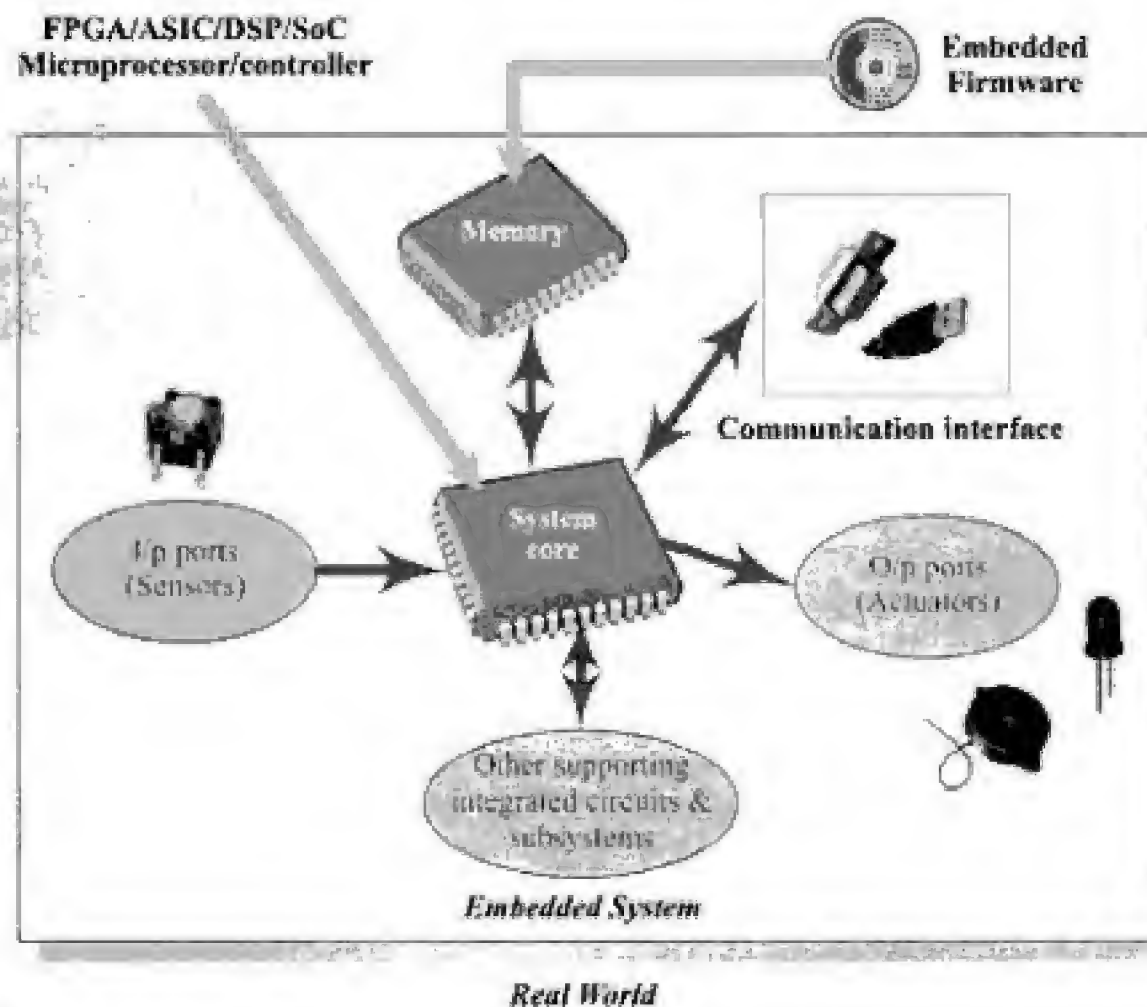 FPGA/ASIC/DSP/SoC
Microprocessor/controller
Embedded
Firmware
Memory
Communication interface
System
core
I/p ports
(Sensors)
O/p ports
(Actuators)
Other supporting
integrated circuits &
subsystems
Embedded System
Real World